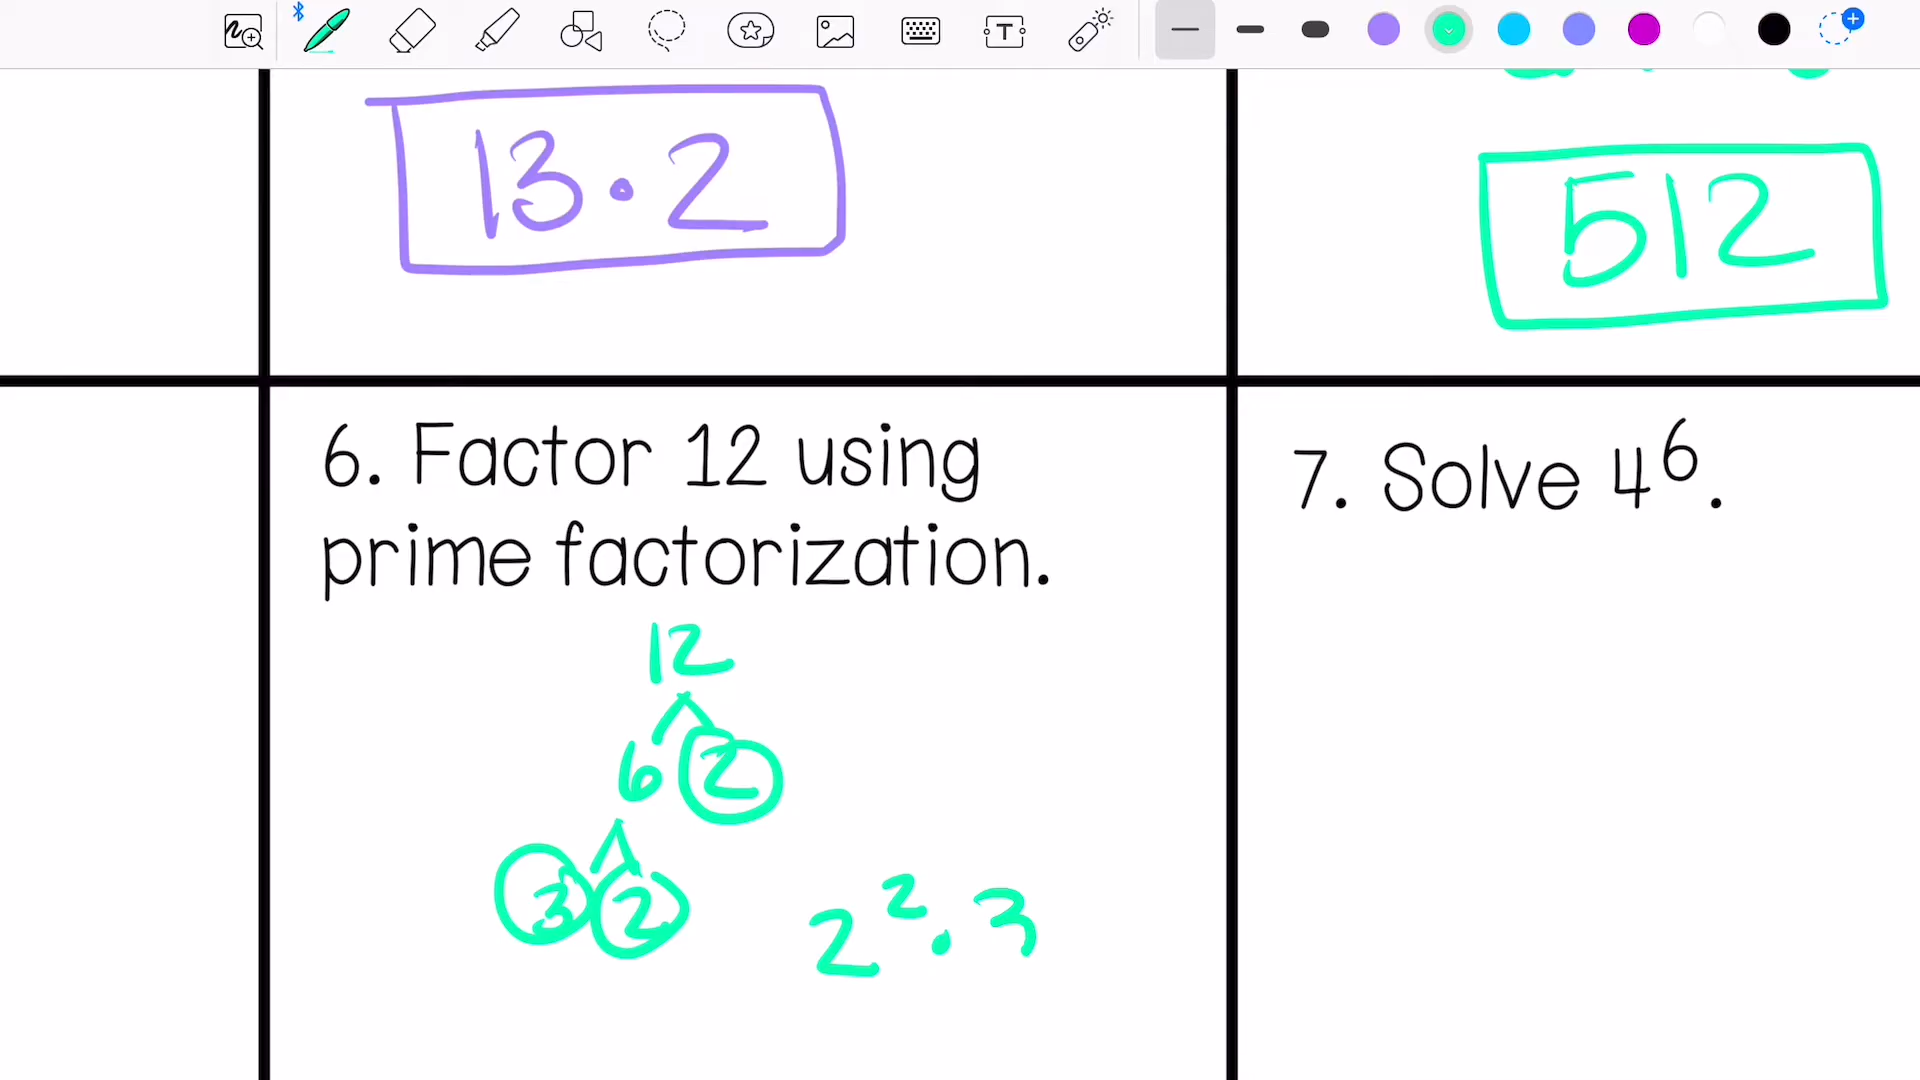 13 · 2
512
6. Factor 12 using
prime factorization.
12
6 2
3 2
2² · 3
7. Solve 4⁶.